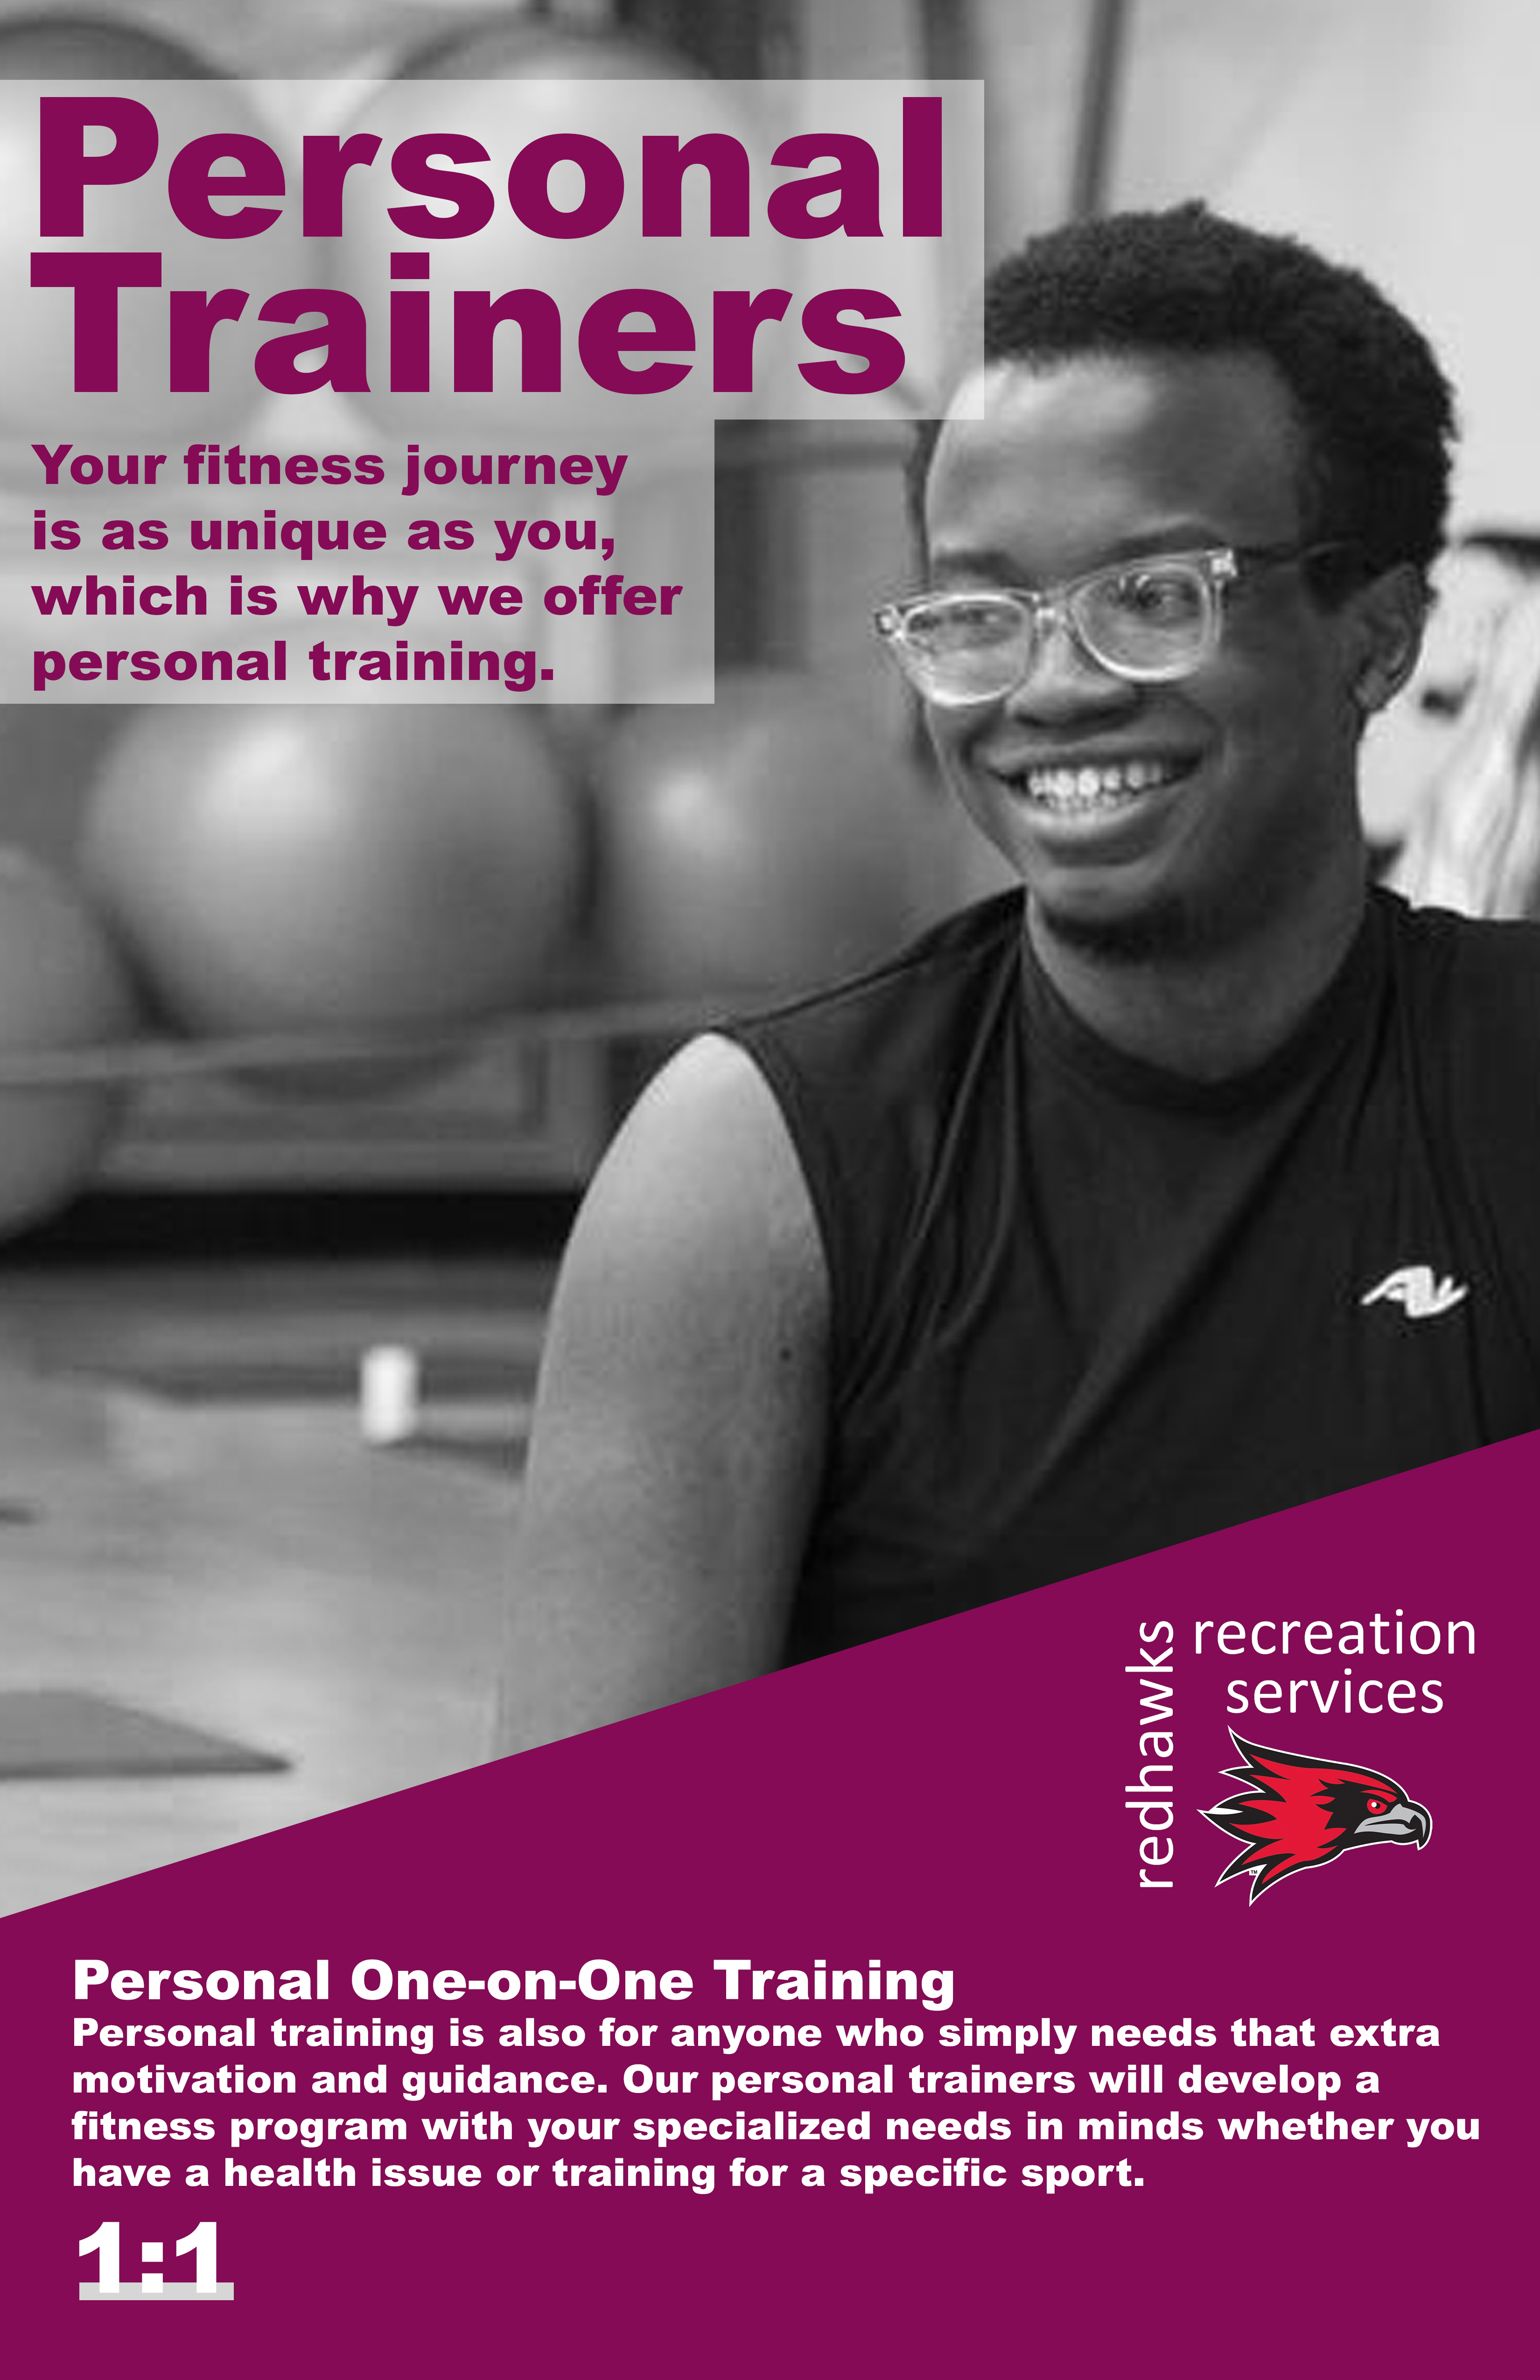 Personal
Trainers
Your fitness journey
is as unique as you,
which is why we offer
personal training.
redhawks
recreation
services
TM
Personal One-on-One Training
Personal training is also for anyone who simply needs that extra
motivation and guidance. Our personal trainers will develop a
fitness program with your specialized needs in minds whether you
have a health issue or training for a specific sport.
1:1